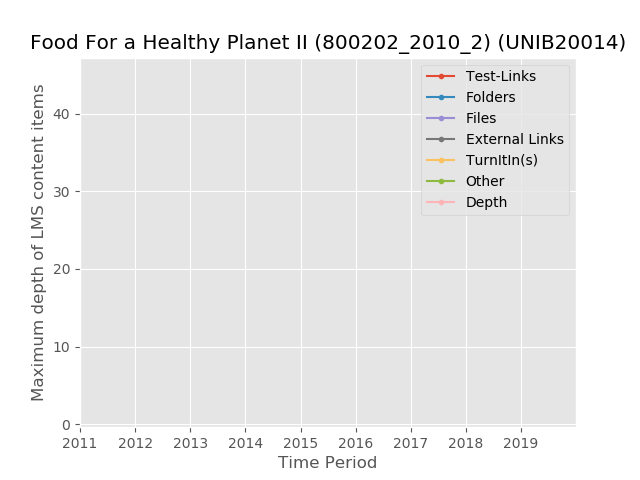 Food For a Healthy Planet II (800202_2010_2) (UNIB20014)
Maximum depth of LMS content items
40
30
20
10
0
Test-Links
Folders
Files
External Links
TurnItIn(s)
Other
Depth
2011 2012 2013 2014 2015 2016 2017 2018 2019
Time Period